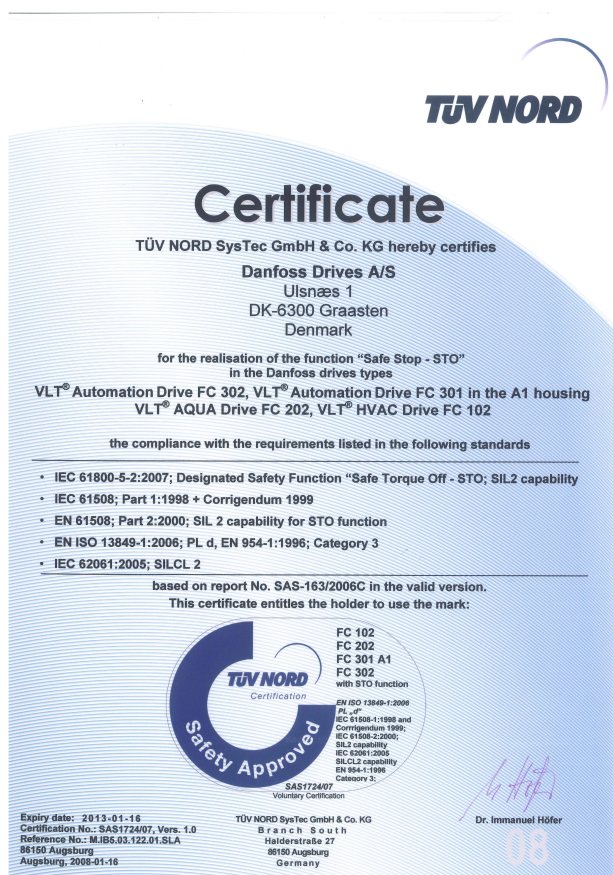 TÜV NORD
Certificate
TÜV NORD SysTec GmbH & Co. KG hereby certifies
Danfoss Drives A/S
Ulsnæs 1
DK-6300 Graasten
Denmark
for the realisation of the function “Safe Stop - STO”
in the Danfoss drives types
VLT® Automation Drive FC 302, VLT® Automation Drive FC 301 in the A1 housing
VLT® AQUA Drive FC 202, VLT® HVAC Drive FC 102
the compliance with the requirements listed in the following standards
• IEC 61800-5-2:2007; Designated Safety Function “Safe Torque Off - STO; SIL2 capability
• IEC 61508; Part 1:1998 + Corrigendum 1999
• EN 61508; Part 2:2000; SIL 2 capability for STO function
• EN ISO 13849-1:2006; PL d, EN 954-1:1996; Category 3
• IEC 62061:2005; SILCL 2
based on report No. SAS-163/2006C in the valid version.
This certificate entitles the holder to use the mark:
TÜV NORD
Certification
Safety Approved
FC 102
FC 202
FC 301 A1
FC 302
with STO function
EN ISO 13849-1:2006
PL „d“
IEC 61508-1:1998 and
Corrrigendum 1999;
IEC 61508-2:2000;
SIL2 capability
IEC 62061:2005
SILCL2 capability
EN 954-1:1996
Category 3;
SAS1724/07
Voluntary Certification
Expiry date: 2013-01-16
Certification No.: SAS1724/07, Vers. 1.0
Reference No.: M.IB5.03.122.01.SLA
86150 Augsburg
Augsburg, 2008-01-16
TÜV NORD SysTec GmbH & Co. KG
Branch South
Halderstraße 27
86150 Augsburg
Germany
Dr. Immanuel Höfer
08